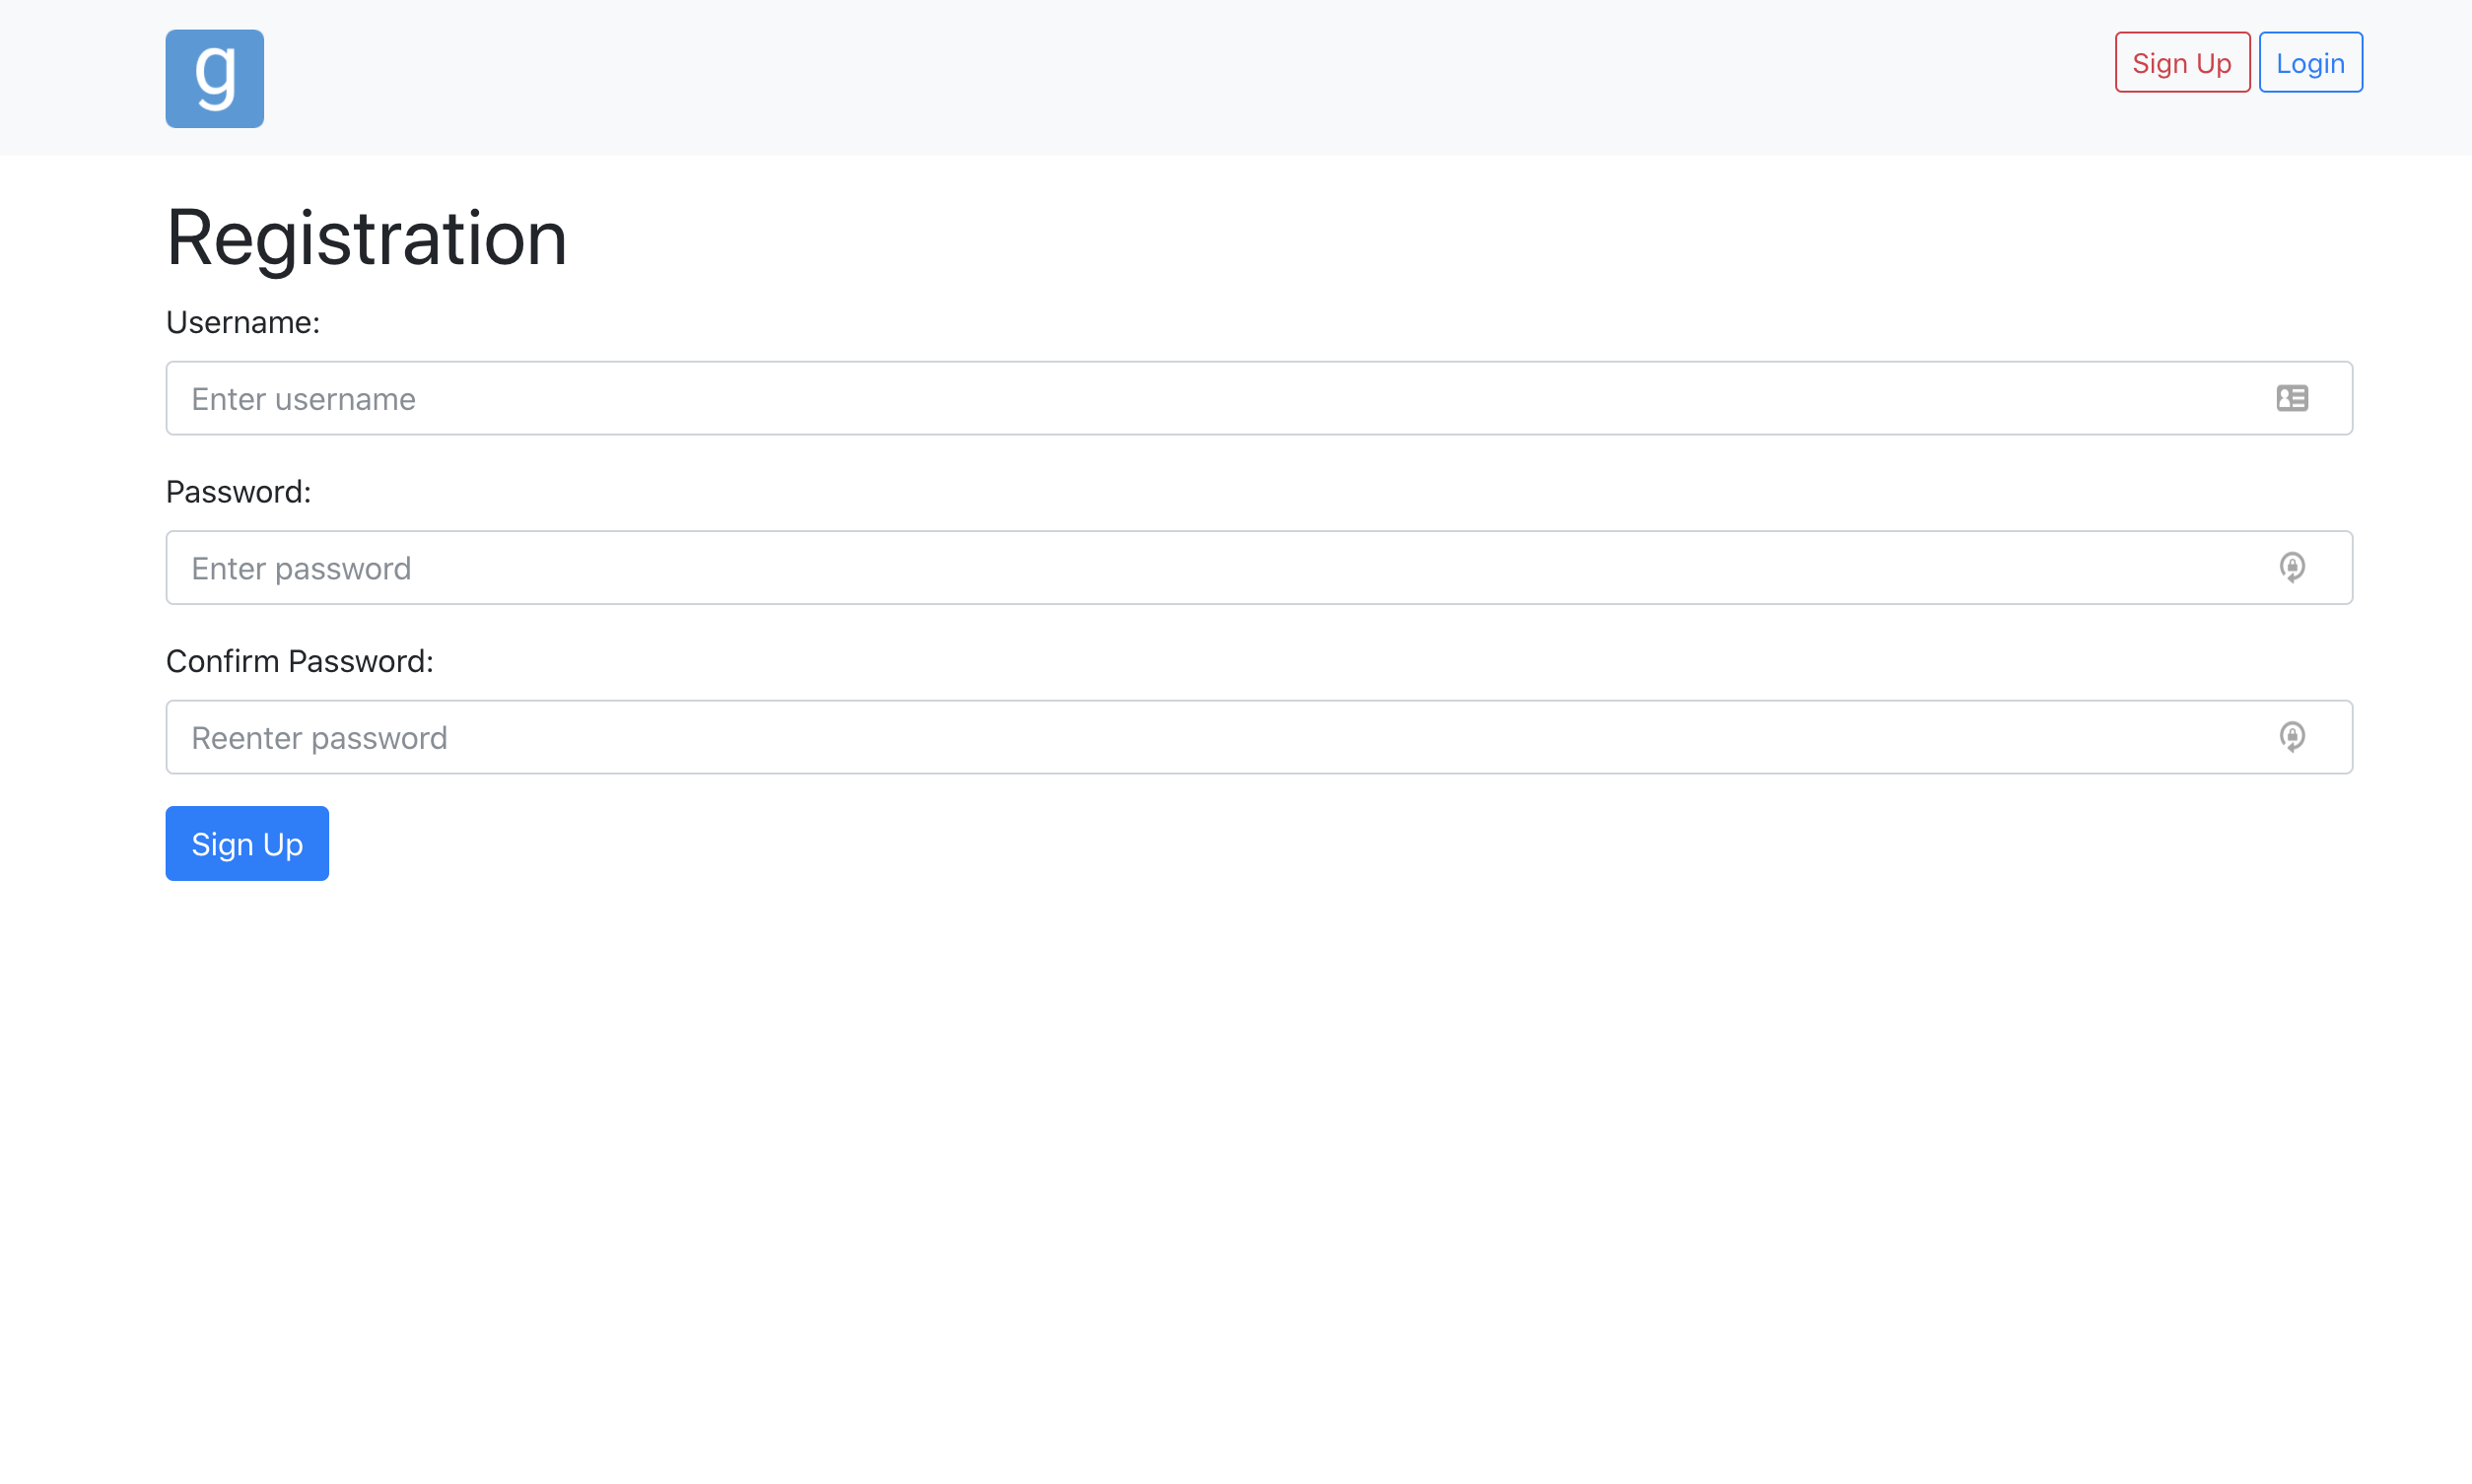 g
Sign Up
Login
Registration
Username:
Enter username
Password:
Enter password
Confirm Password:
Reenter password
Sign Up